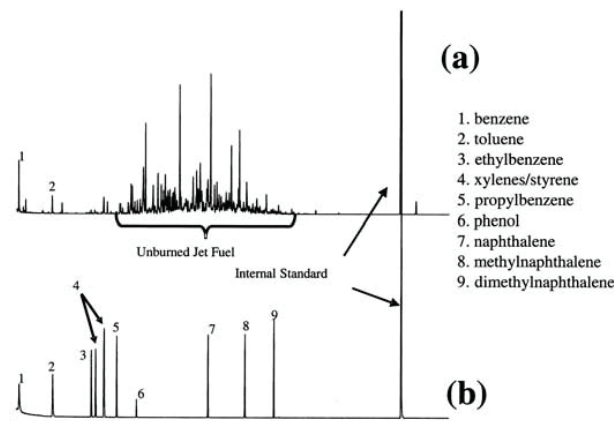 (a)
1
2
Unburned Jet Fuel
Internal Standard
1. benzene
2. toluene
3. ethylbenzene
4. xylenes/styrene
5. propylbenzene
6. phenol
7. naphthalene
8. methylnaphthalene
9. dimethylnaphthalene
4
1
2
3
5
6
7
8
9
(b)